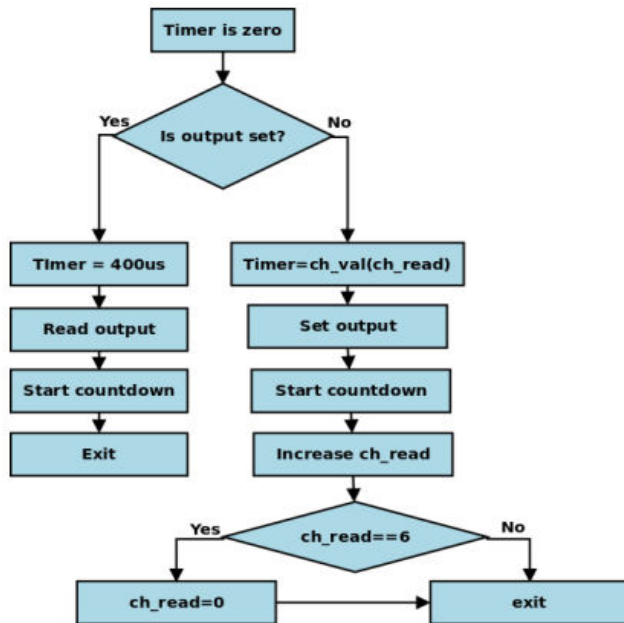 Timer is zero
Is output set?
Yes
No
TImer = 400us
Timer=ch_val(ch_read)
Read output
Set output
Start countdown
Start countdown
Exit
Increase ch_read
ch_read==6
Yes
No
ch_read=0
exit